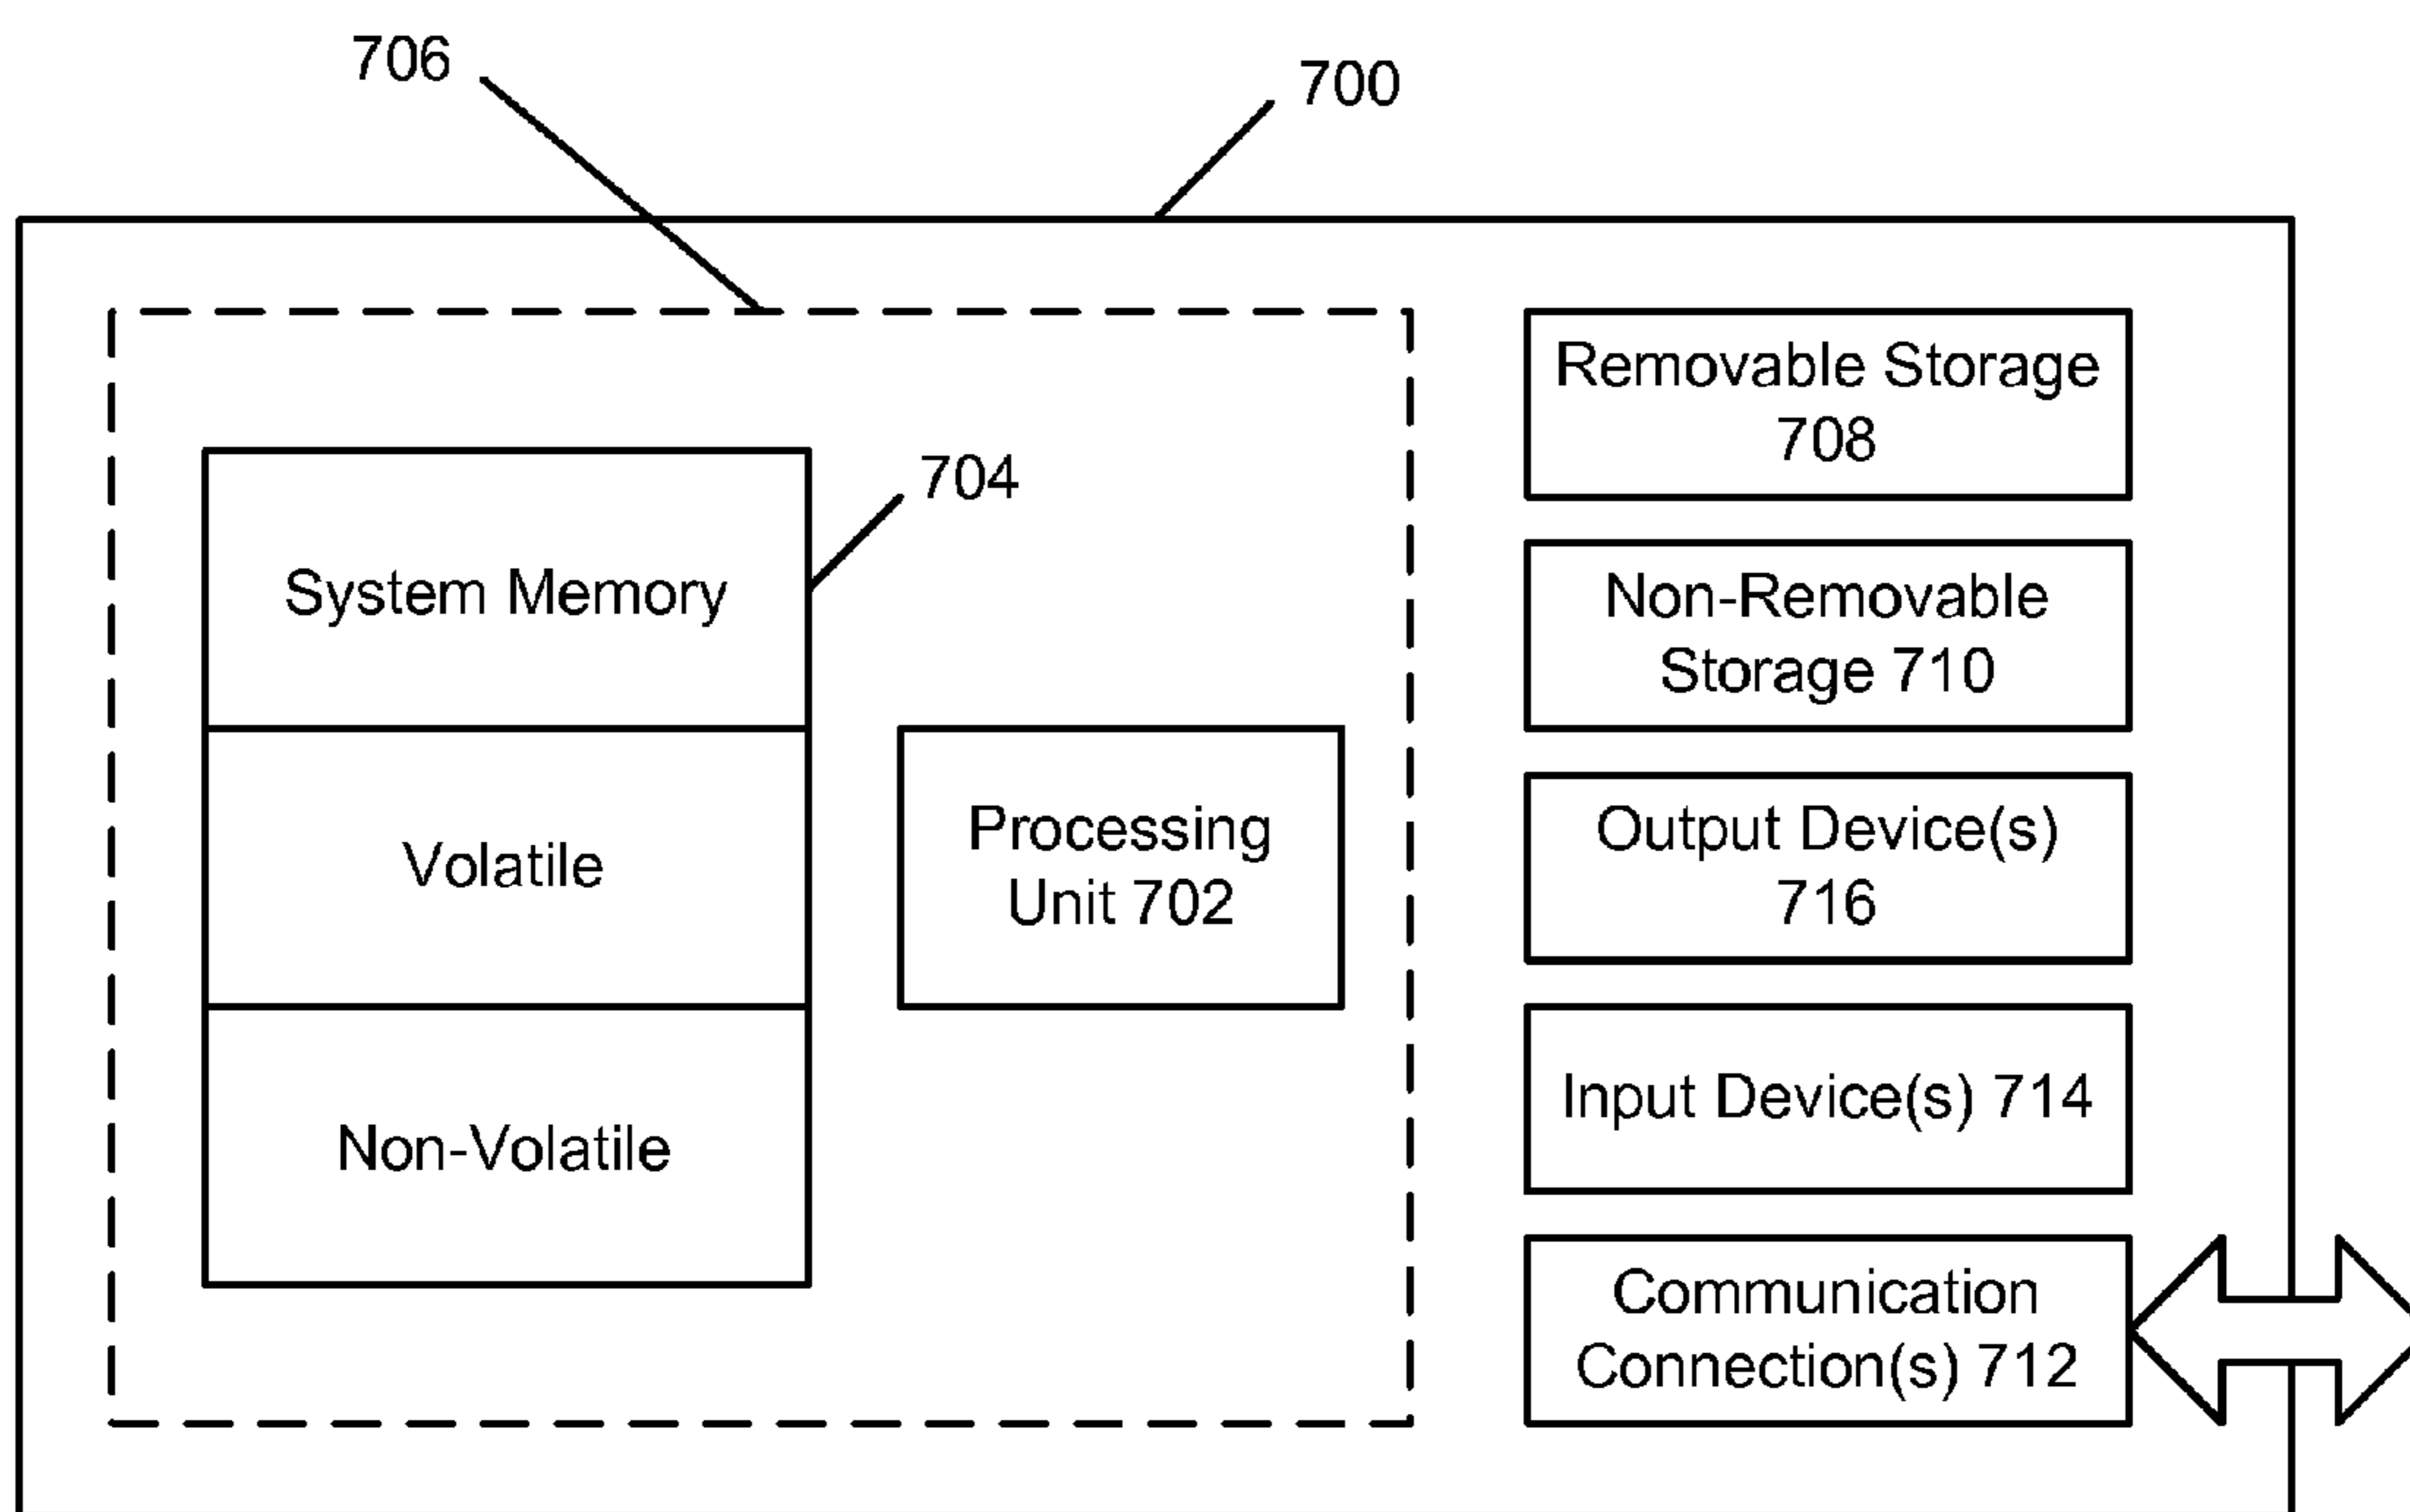 706
700
704
System Memory
Volatile
Non-Volatile
Processing
Unit 702
Removable Storage
708
Non-Removable
Storage 710
Output Device(s)
716
Input Device(s) 714
Communication
Connection(s) 712